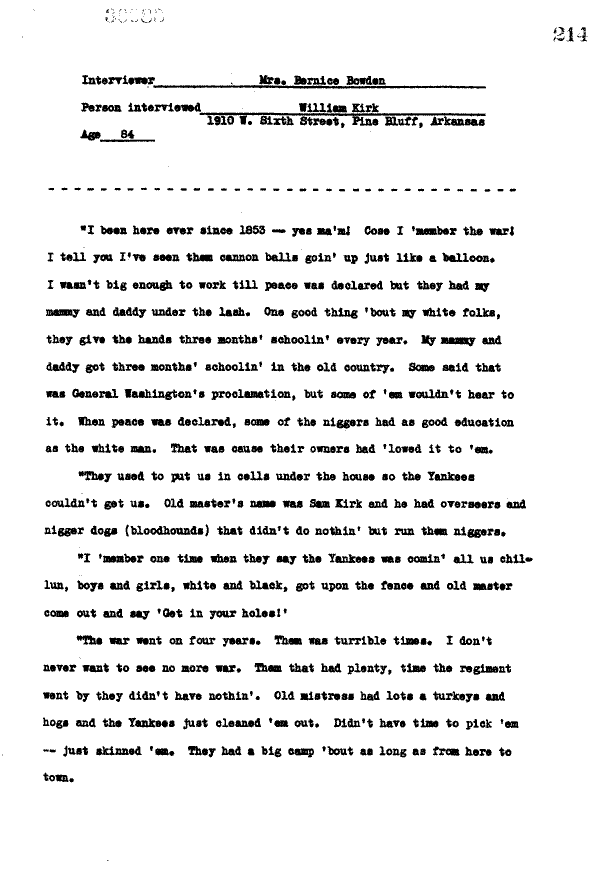 30380
214
Interviewer Mrs. Bernice Bowden
Person interviewed William Kirk
1910 W. Sixth Street, Pine Bluff, Arkansas
Age 84
"I been here ever since 1853 — yes ma'm! Cose I 'member the war!
I tell you I've seen them cannon balls goin' up just like a balloon.
I wasn't big enough to work till peace was declared but they had my
mammy and daddy under the lash. One good thing 'bout my white folks,
they give the hands three months' schoolin' every year. My mammy and
daddy got three months' schoolin' in the old country. Some said that
was General Washington's proclamation, but some of 'em wouldn't hear to
it. When peace was declared, some of the niggers had as good education
as the white man. That was cause their owners had 'lowed it to 'em.
"They used to put us in cells under the house so the Yankees
couldn't get us. Old master's name was Sam Kirk and he had overseers and
nigger dogs (bloodhounds) that didn't do nothin' but run them niggers.
"I 'member one time when they say the Yankees was comin' all us chil-
lun, boys and girls, white and black, got upon the fence and old master
come out and say 'Get in your holes!'
"The war went on four years. Them was turrible times. I don't
never want to see no more war. Them that had plenty, time the regiment
went by they didn't have nothin'. Old mistress had lots a turkeys and
hogs and the Yankees just cleaned 'em out. Didn't have time to pick 'em
-- just skinned 'em. They had a big camp 'bout as long as from here to
town.